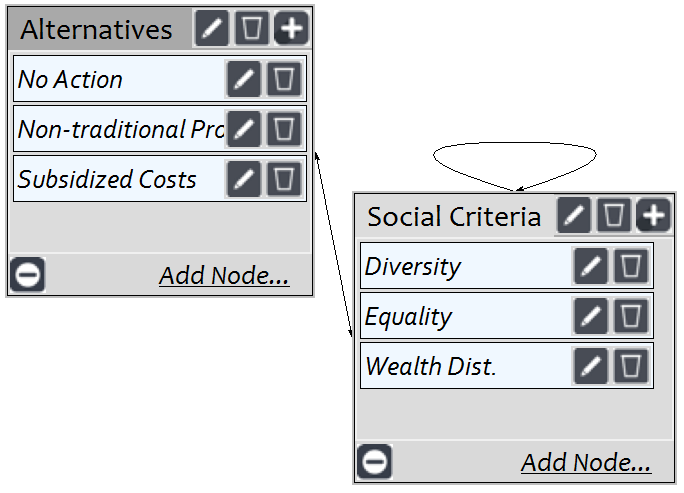 Alternatives
No Action
Non-traditional Pro
Subsidized Costs
Add Node...
Social Criteria
Diversity
Equality
Wealth Dist.
Add Node...